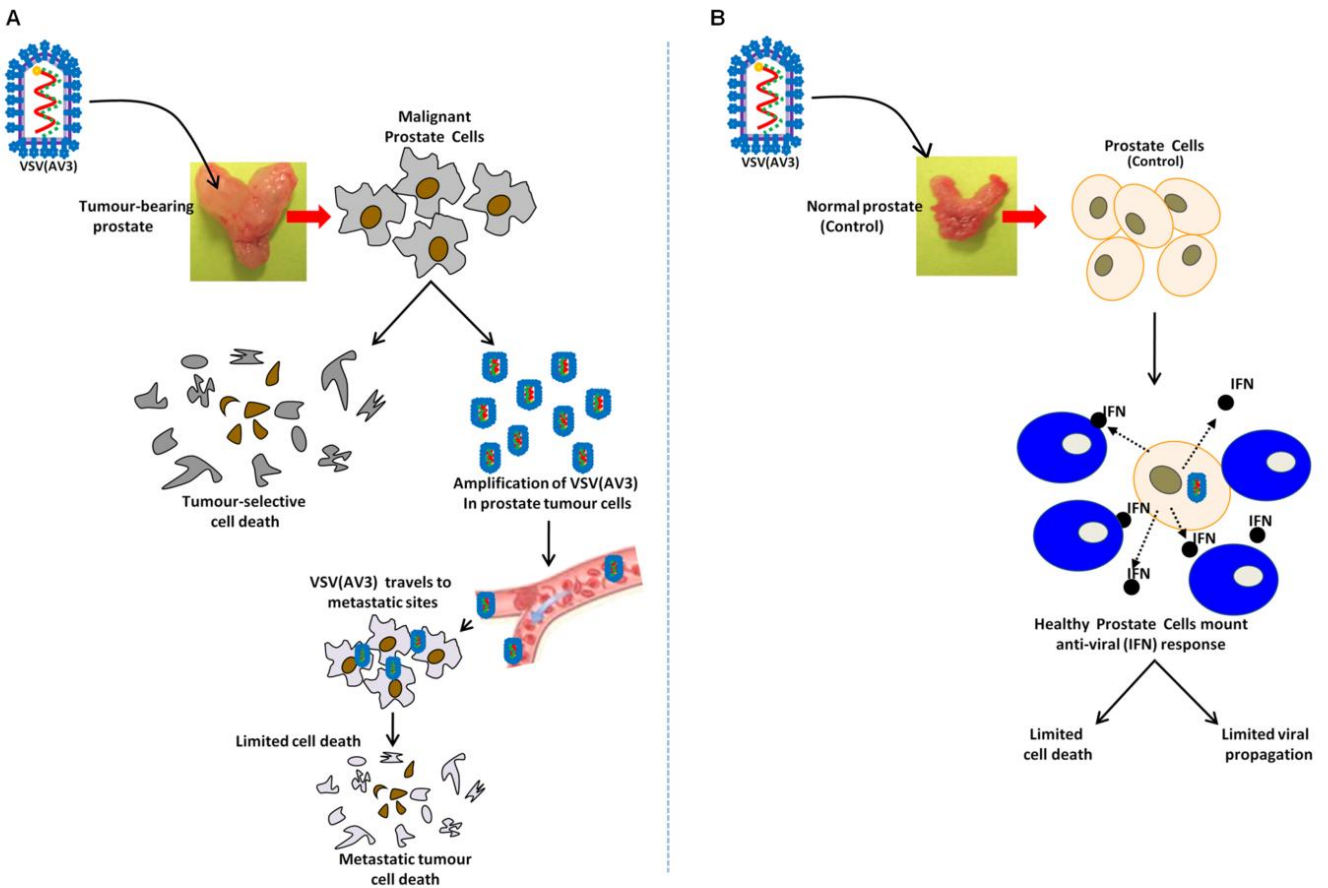 A
VSV(AV3)
Tumour-bearing
prostate
Malignant
Prostate Cells
Tumour-selective
cell death
Amplification of VSV(AV3)
In prostate tumour cells
VSV(AV3) travels to
metastatic sites
Limited cell death
Metastatic tumour
cell death
B
VSV(AV3)
Normal prostate
(Control)
Prostate Cells
(Control)
IFN
IFN
IFN
IFN
IFN
IFN
Healthy Prostate Cells mount
anti-viral (IFN) response
Limited
cell death
Limited viral
propagation